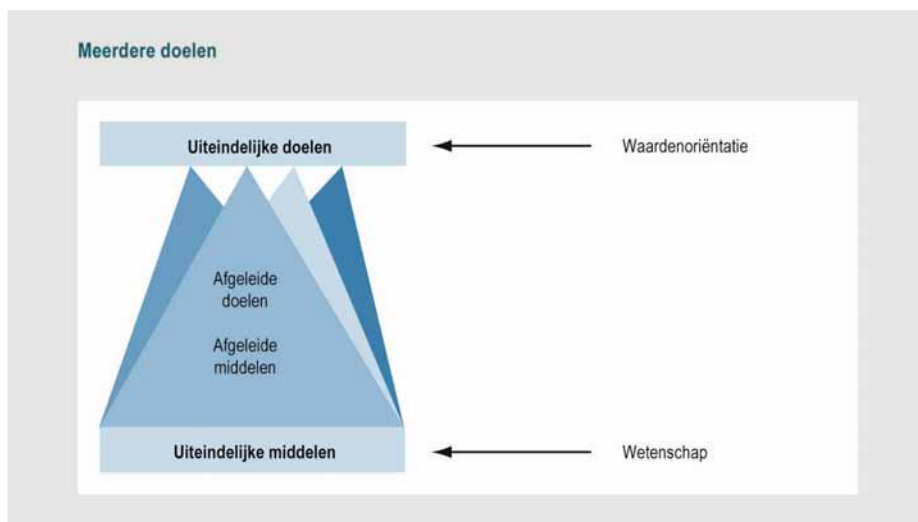 Meerdere doelen
Uiteindelijke doelen
Waardenoriëntatie
Afgeleide
doelen
Afgeleide
middelen
Uiteindelijke middelen
Wetenschap